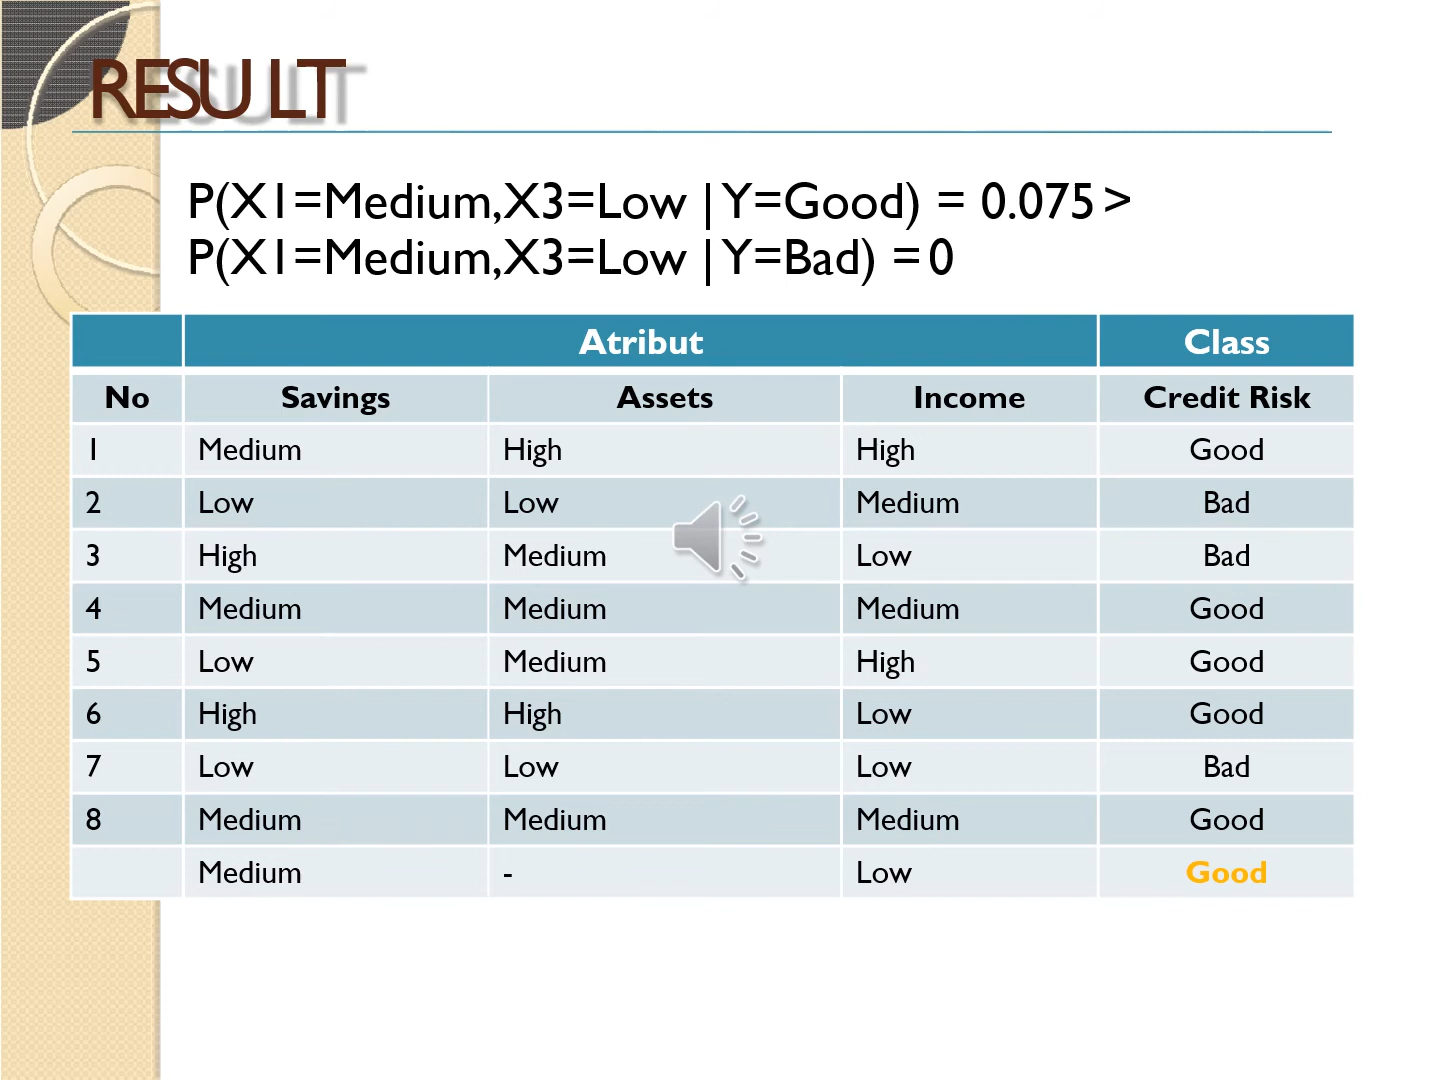 RESULT
P(X1=Medium,X3=Low |Y=Good) = 0.075>
P(X1=Medium,X3=Low |Y=Bad) =0
Atribut Class
No Savings Assets Income Credit Risk
1 Medium High High Good
2 Low Low Medium Bad
3 High Medium Low Bad
4 Medium Medium Medium Good
5 Low Medium High Good
6 High High Low Good
7 Low Low Low Bad
8 Medium Medium Medium Good
Medium - Low Good